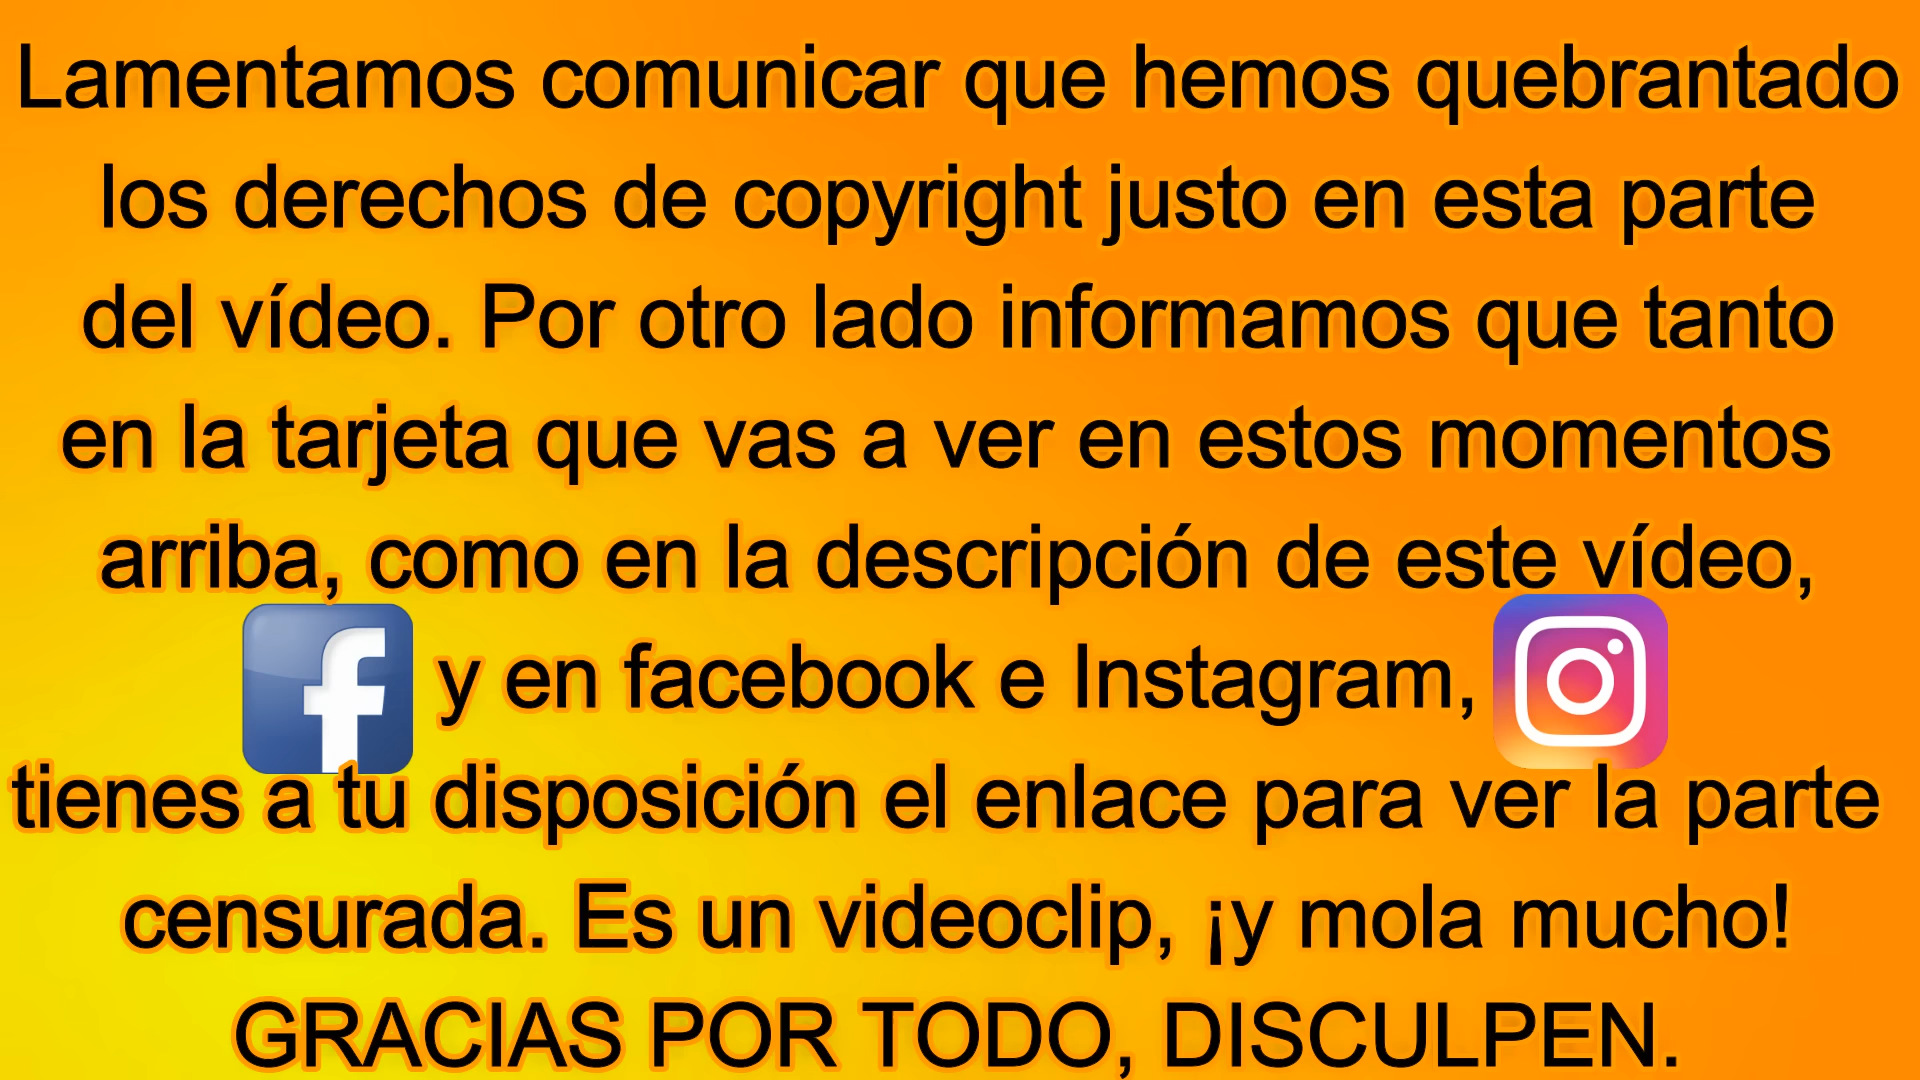 Lamentamos comunicar que hemos quebrantado
los derechos de copyright justo en esta parte
del vídeo. Por otro lado informamos que tanto
en la tarjeta que vas a ver en estos momentos
arriba, como en la descripción de este vídeo,
f y en facebook e Instagram,
tienes a tu disposición el enlace para ver la parte
censurada. Es un videoclip, ¡y mola mucho!
GRACIAS POR TODO, DISCULPEN.